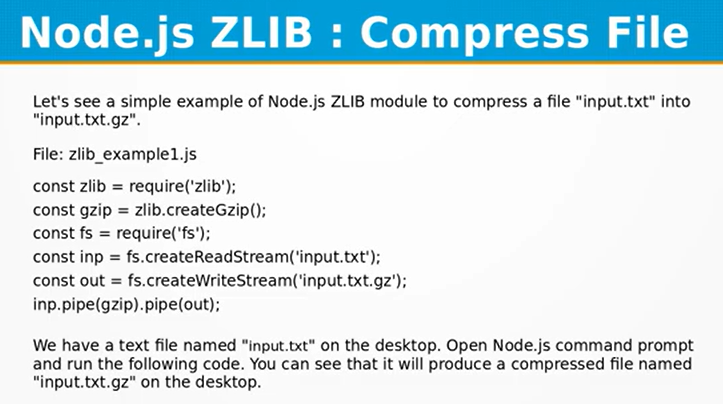 Node.js ZLIB : Compress File
Let's see a simple example of Node.js ZLIB module to compress a file "input.txt" into
"input.txt.gz".
File: zlib_example1.js
const zlib = require('zlib');
const gzip = zlib.createGzip();
const fs = require('fs');
const inp = fs.createReadStream('input.txt');
const out = fs.createWriteStream('input.txt.gz');
inp.pipe(gzip).pipe(out);
We have a text file named "input.txt" on the desktop. Open Node.js command prompt
and run the following code. You can see that it will produce a compressed file named
"input.txt.gz" on the desktop.